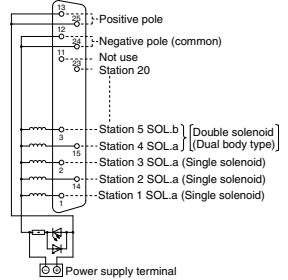 13
25
Positive pole
12
24
Negative pole (common)
11
Not use
23
Station 20
Station 5 SOL.b
3
Double solenoid
Station 4 SOL.a
15
(Dual body type)
Station 3 SOL.a (Single solenoid)
2
Station 2 SOL.a (Single solenoid)
14
Station 1 SOL.a (Single solenoid)
1
Power supply terminal